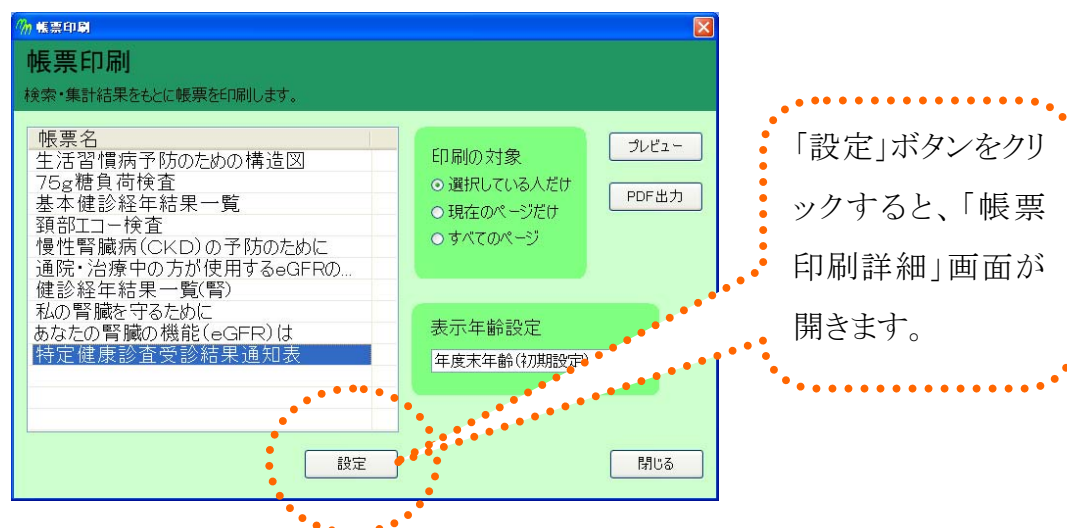 帳票印刷
帳票印刷
検索・集計結果をもとに帳票を印刷します。
帳票名
生活習慣病予防のための構造図
75g糖負荷検査
基本健診経年結果一覧
頚部エコー検査
慢性腎臓病(CKD)の予防のために
通院・治療中の方が使用するeGFRの...
健診経年結果一覧(腎)
私の腎臓を守るために
あなたの腎臓の機能(eGFR)は
特定健康診査受診結果通知表
設定
印刷の対象
選択している人だけ
現在のページだけ
すべてのページ
表示年齢設定
年度末年齢(初期設定)
プレビュー
PDF出力
閉じる
「設定」ボタンをクリ
ックすると、「帳票
印刷詳細」画面が
開きます。